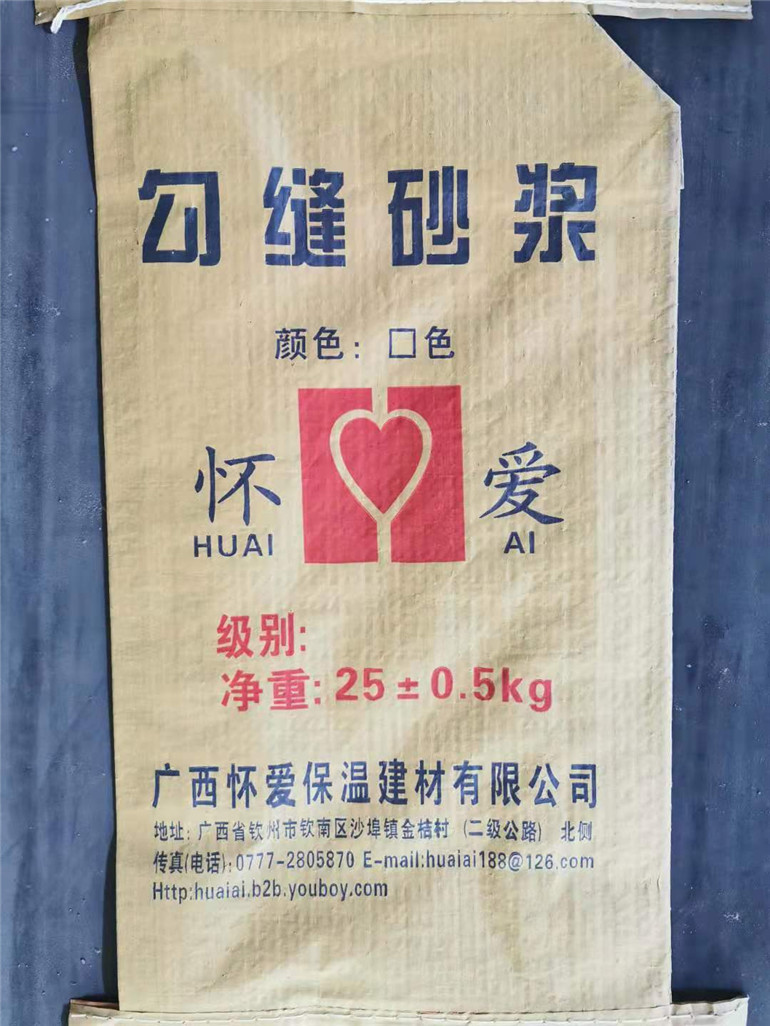 勾缝砂浆
颜色：□色
怀 爱
HUAI AI
级别:
净重: 25±0.5kg
广西怀爱保温建材有限公司
地址: 广西省钦州市钦南区沙埠镇金桔村 (二级公路) 北侧
传真(电话):0777-2805870 E-mail:huaiai188@126.com
Http:huaiai.b2b.youboy.com